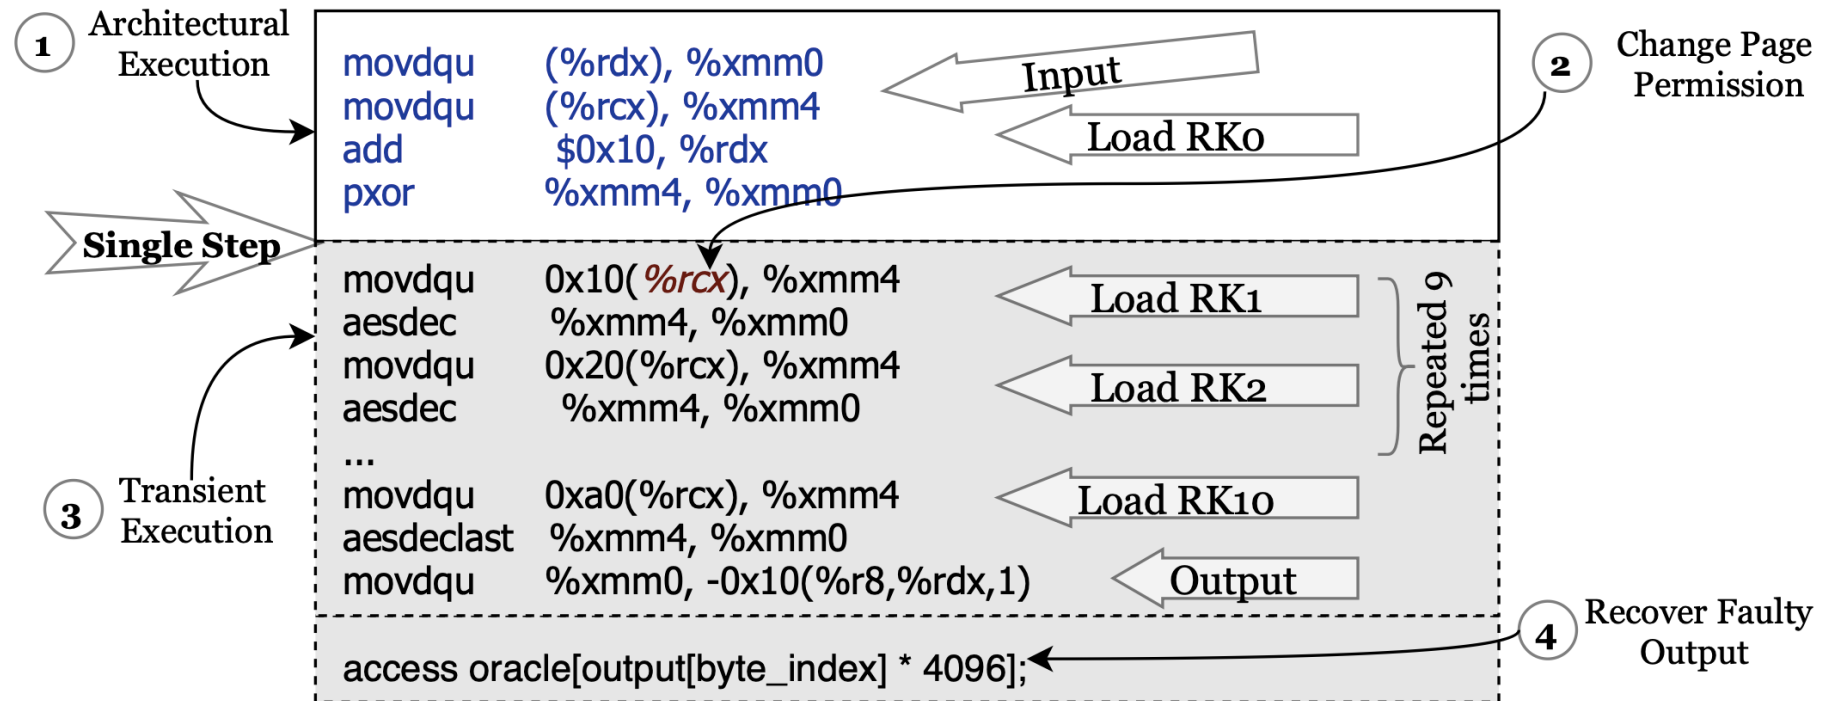 1
Architectural
Execution
movdqu (%rdx), %xmm0
Input
2
Change Page
Permission
movdqu (%rcx), %xmm4
Load RK0
add $0x10, %rdx
pxor %xmm4, %xmm0
Single Step
movdqu 0x10(%rcx), %xmm4
Load RK1
aesdec %xmm4, %xmm0
movdqu 0x20(%rcx), %xmm4
Load RK2
aesdec %xmm4, %xmm0
...
Repeated 9
times
3
Transient
Execution
movdqu 0xa0(%rcx), %xmm4
Load RK10
aesdeclast %xmm4, %xmm0
movdqu %xmm0, -0x10(%r8,%rdx,1)
Output
4
Recover Faulty
Output
access oracle[output[byte_index] * 4096];